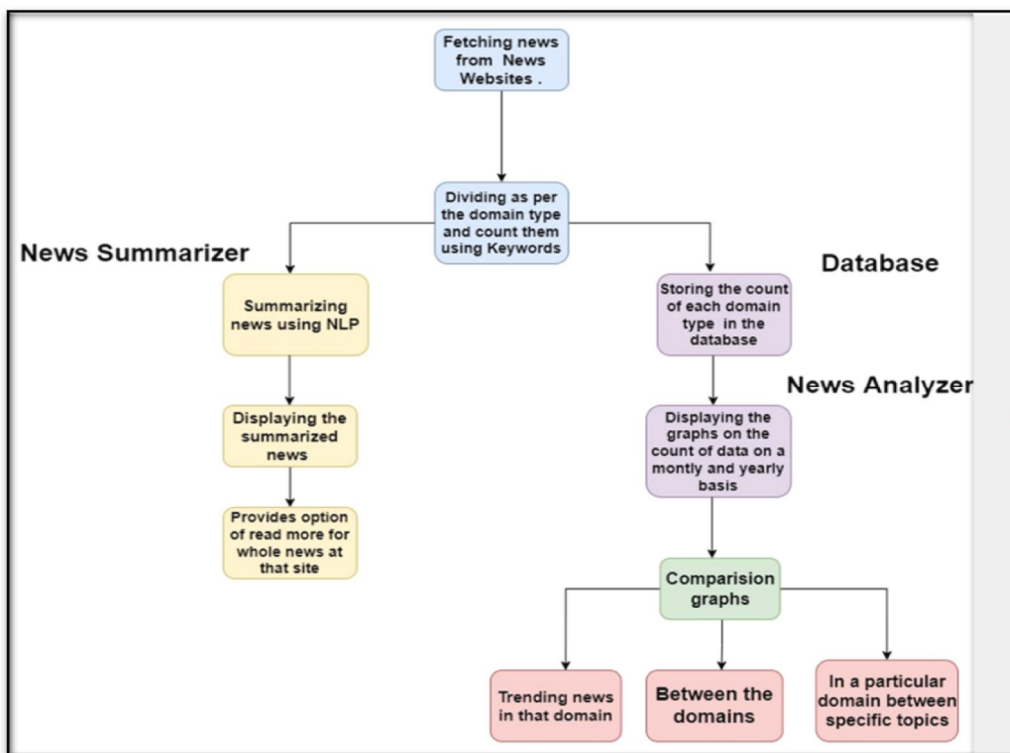 Fetching news
from News
Websites .
Dividing as per
the domain type
and count them
using Keywords
News Summarizer
Database
Summarizing
news using NLP
Storing the count
of each domain
type in the
database
News Analyzer
Displaying the
summarized
news
Displaying the
graphs on the
count of data on a
montly and yearly
basis
Provides option
of read more for
whole news at
that site
Comparision
graphs
Trending news
in that domain
Between the
domains
In a particular
domain between
specific topics